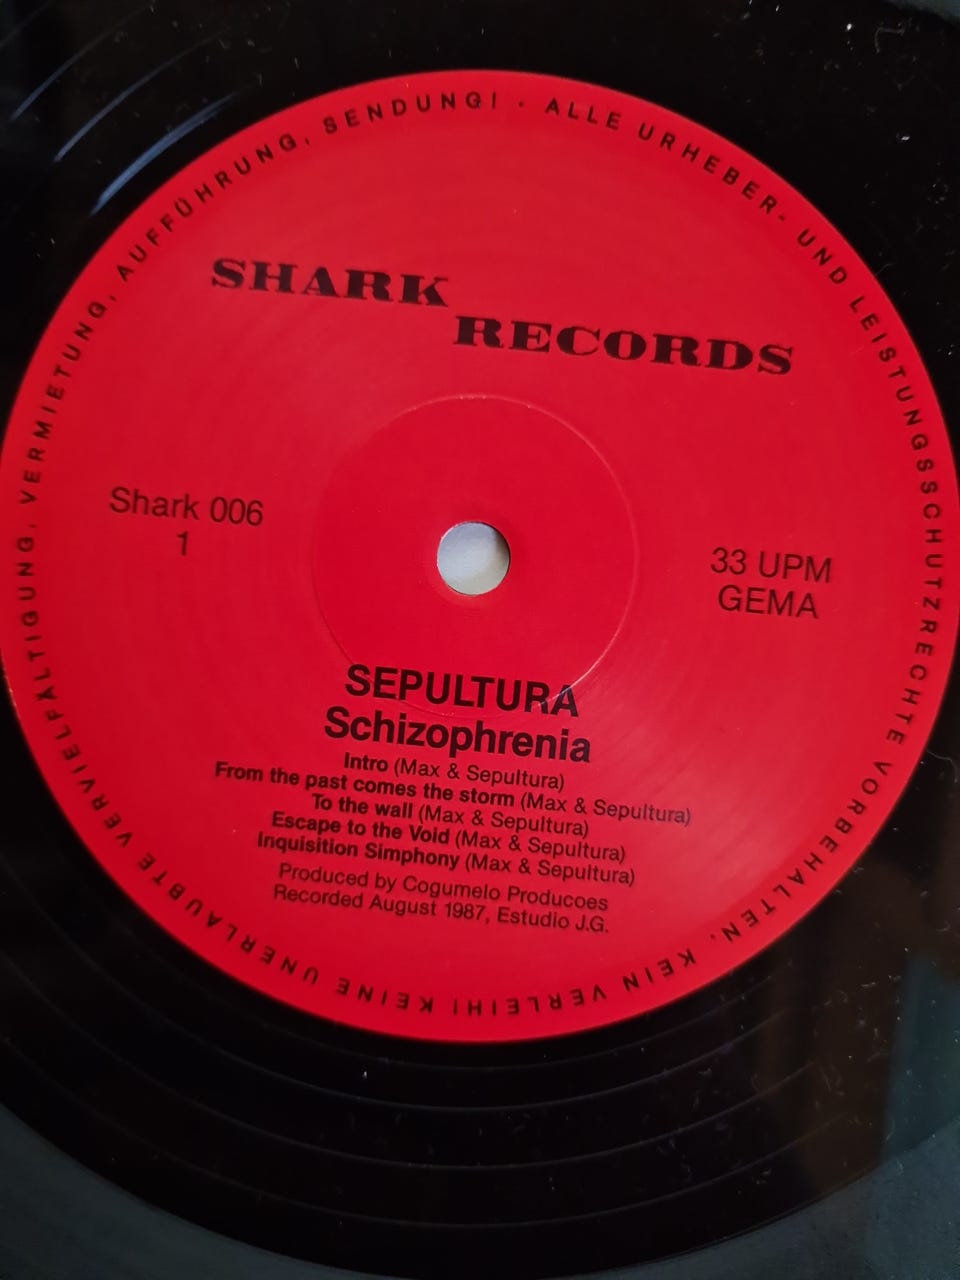 ALLE URHEBER- UND LEISTUNGSSCHUTZRECHTE VORBEHALTEN. KEIN VERLEIH! KEINE UNERLAUBTE VERVIELFÄLTIGUNG, VERMIETUNG, AUFFÜHRUNG, SENDUNG! ·
SHARK
RECORDS
Shark 006
1
33 UPM
GEMA
SEPULTURA
Schizophrenia
Intro (Max & Sepultura)
From the past comes the storm (Max & Sepultura)
To the wall (Max & Sepultura)
Escape to the Void (Max & Sepultura)
Inquisition Simphony (Max & Sepultura)
Produced by Cogumelo Producoes
Recorded August 1987, Estudio J.G.